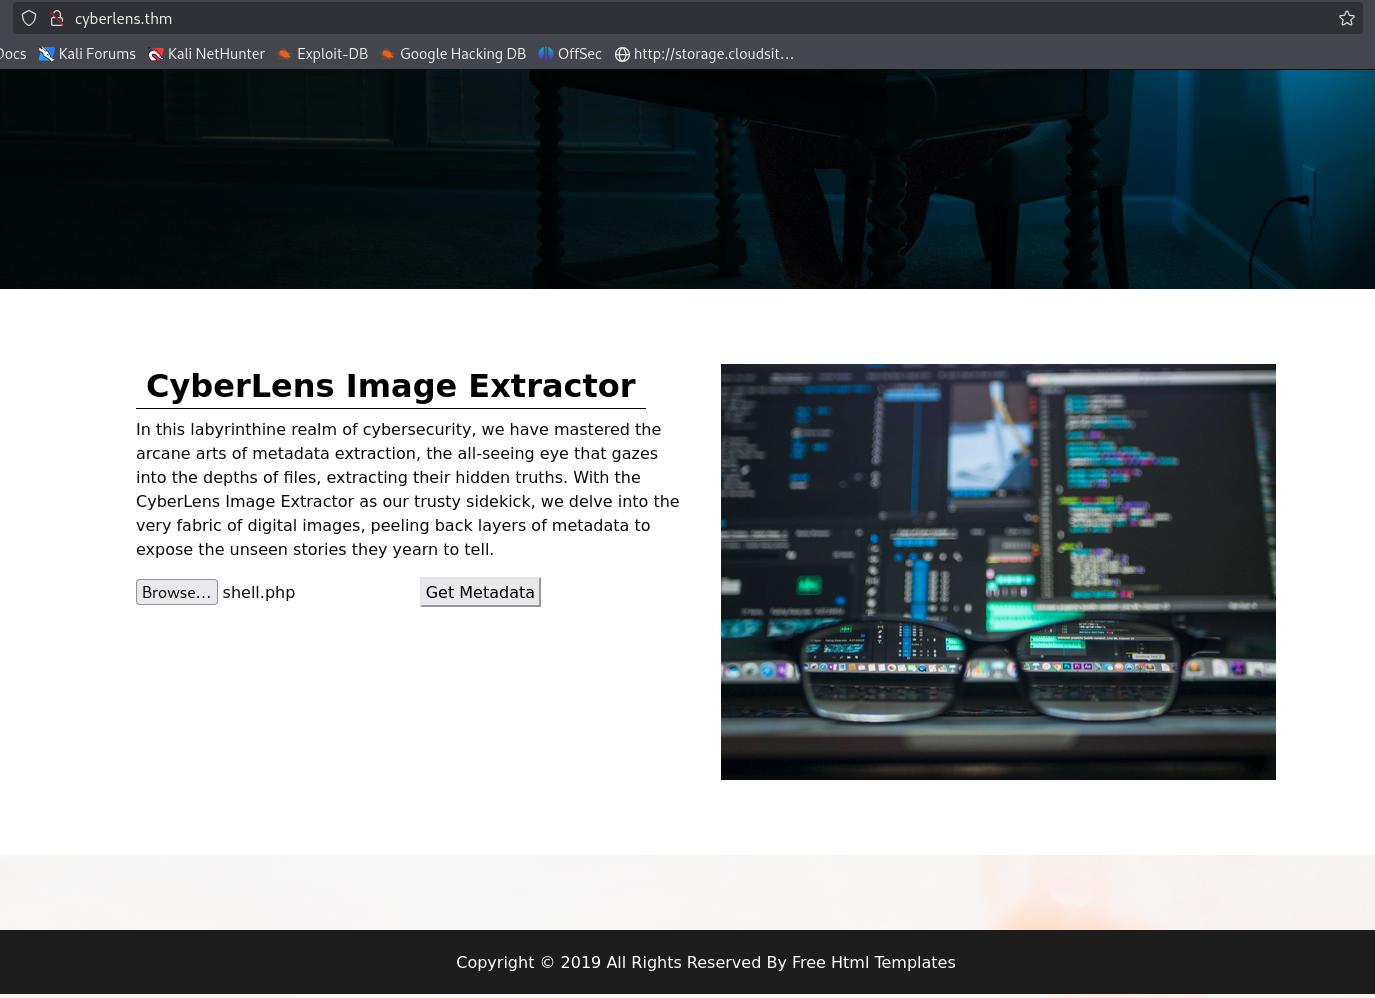 cyberlens.thm
Docs Kali Forums Kali NetHunter Exploit-DB Google Hacking DB OffSec http://storage.cloudsit…
CyberLens Image Extractor
In this labyrinthine realm of cybersecurity, we have mastered the
arcane arts of metadata extraction, the all-seeing eye that gazes
into the depths of files, extracting their hidden truths. With the
CyberLens Image Extractor as our trusty sidekick, we delve into the
very fabric of digital images, peeling back layers of metadata to
expose the unseen stories they yearn to tell.
Browse… shell.php Get Metadata
Copyright © 2019 All Rights Reserved By Free Html Templates